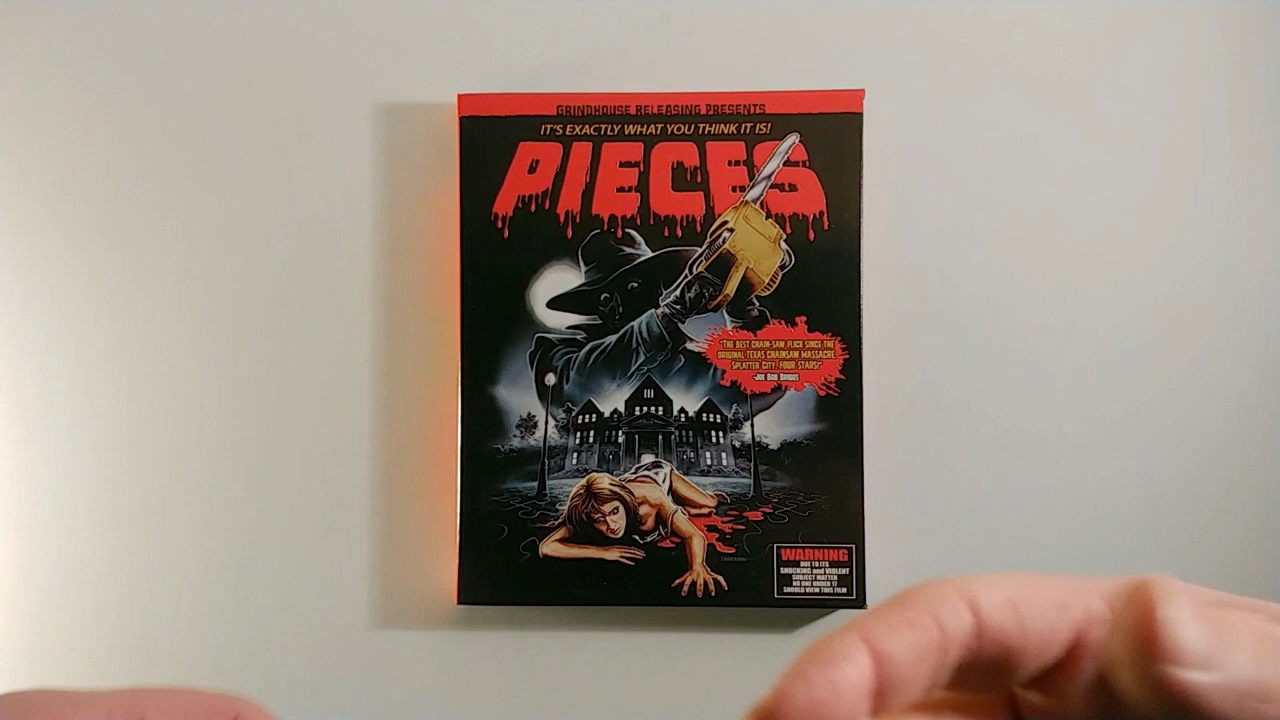 GRINDHOUSE RELEASING PRESENTS
IT'S EXACTLY WHAT YOU THINK IT IS!
PIECES
"THE BEST CHAIN-SAW FLICK SINCE THE
ORIGINAL TEXAS CHAINSAW MASSACRE.
SPLATTER CITY. FOUR STARS!"
-JOE BOB BRIGGS
WARNING
DUE TO ITS
SHOCKING and VIOLENT
SUBJECT MATTER
NO ONE UNDER 17
SHOULD VIEW THIS FILM